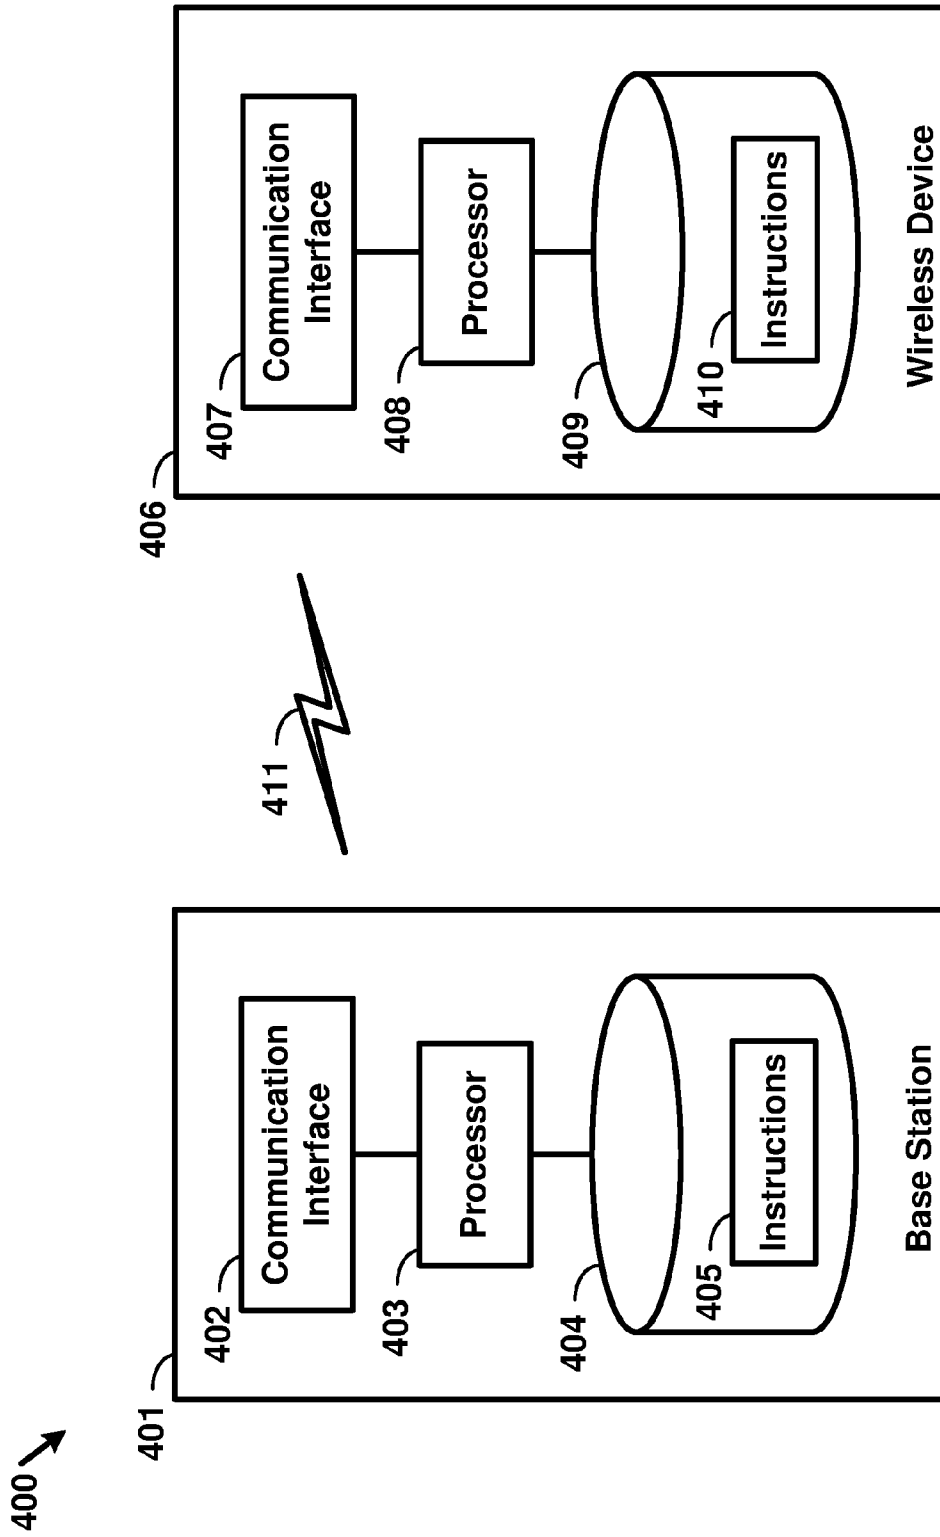 400
401
402
Communication
Interface
403
Processor
404
405
Instructions
Base Station
411
406
407
Communication
Interface
408
Processor
409
410
Instructions
Wireless Device